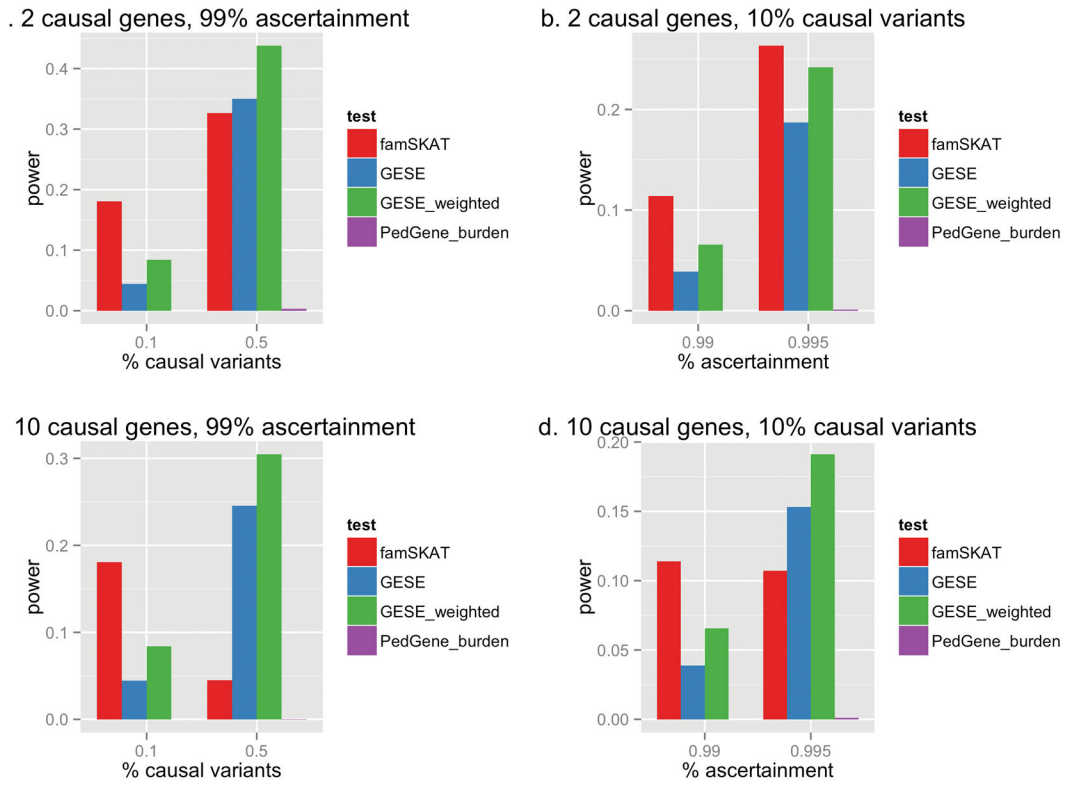 . 2 causal genes, 99% ascertainment
0.4
0.3
0.2
0.1
0.0
power
0.1 0.5
% causal variants
test
famSKAT
GESE
GESE_weighted
PedGene_burden
b. 2 causal genes, 10% causal variants
0.2
0.1
0.0
power
0.99 0.995
% ascertainment
test
famSKAT
GESE
GESE_weighted
PedGene_burden
10 causal genes, 99% ascertainment
0.3
0.2
0.1
0.0
power
0.1 0.5
% causal variants
test
famSKAT
GESE
GESE_weighted
PedGene_burden
d. 10 causal genes, 10% causal variants
0.20
0.15
0.10
0.05
0.00
power
0.99 0.995
% ascertainment
test
famSKAT
GESE
GESE_weighted
PedGene_burden